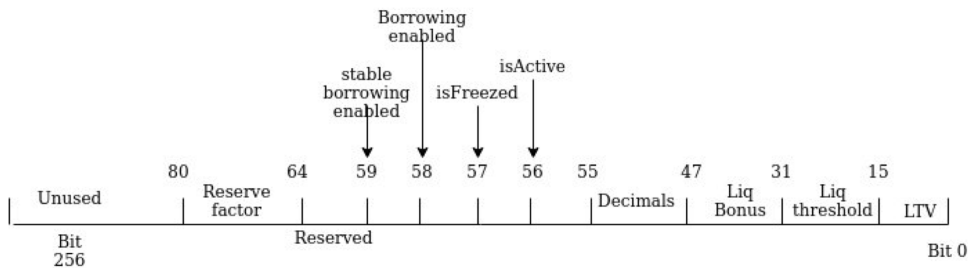 Borrowing
enabled
isActive
stable
borrowing
enabled
isFreezed
80
64
59
58
57
56
55
47
31
15
Unused
Reserve
factor
Decimals
Liq
Bonus
Liq
threshold
LTV
Bit
256
Reserved
Bit 0